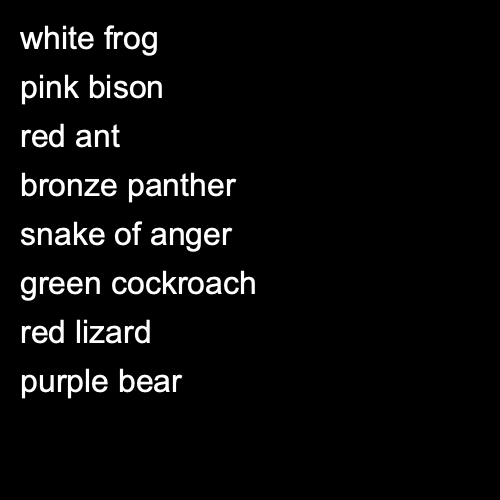 white frog
pink bison
red ant
bronze panther
snake of anger
green cockroach
red lizard
purple bear